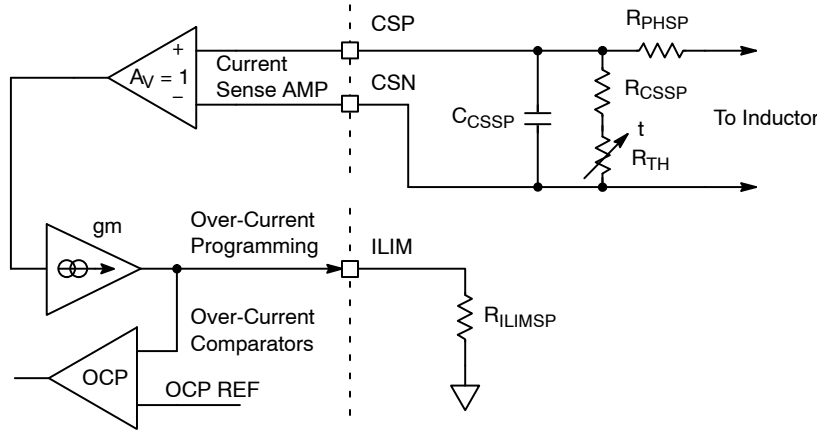 CSP
R_PHSP
+
A_V = 1
−
Current
Sense AMP
CSN
C_CSSP
R_CSSP
To Inductor
t
R_TH
gm
Over-Current
Programming
ILIM
Over-Current
Comparators
R_ILIMSP
OCP
OCP REF